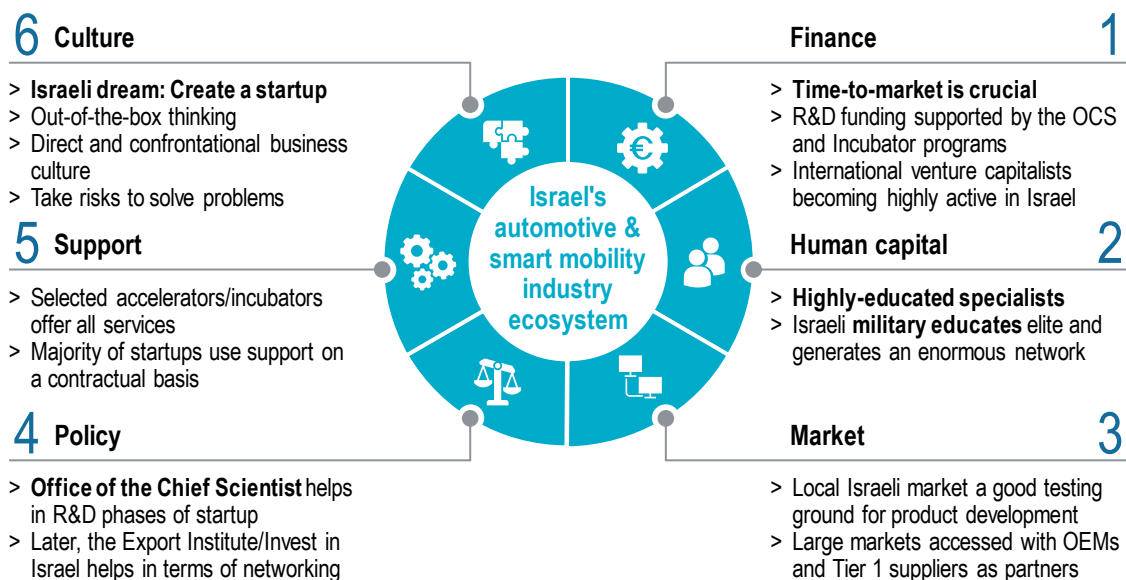 6 Culture
> Israeli dream: Create a startup
> Out-of-the-box thinking
> Direct and confrontational business
culture
> Take risks to solve problems
5 Support
> Selected accelerators/incubators
offer all services
> Majority of startups use support on
a contractual basis
4 Policy
> Office of the Chief Scientist helps
in R&D phases of startup
> Later, the Export Institute/Invest in
Israel helps in terms of networking
€
Israel's
automotive &
smart mobility
industry
ecosystem
Finance 1
> Time-to-market is crucial
> R&D funding supported by the OCS
and Incubator programs
> International venture capitalists
becoming highly active in Israel
Human capital 2
> Highly-educated specialists
> Israeli military educates elite and
generates an enormous network
Market 3
> Local Israeli market a good testing
ground for product development
> Large markets accessed with OEMs
and Tier 1 suppliers as partners